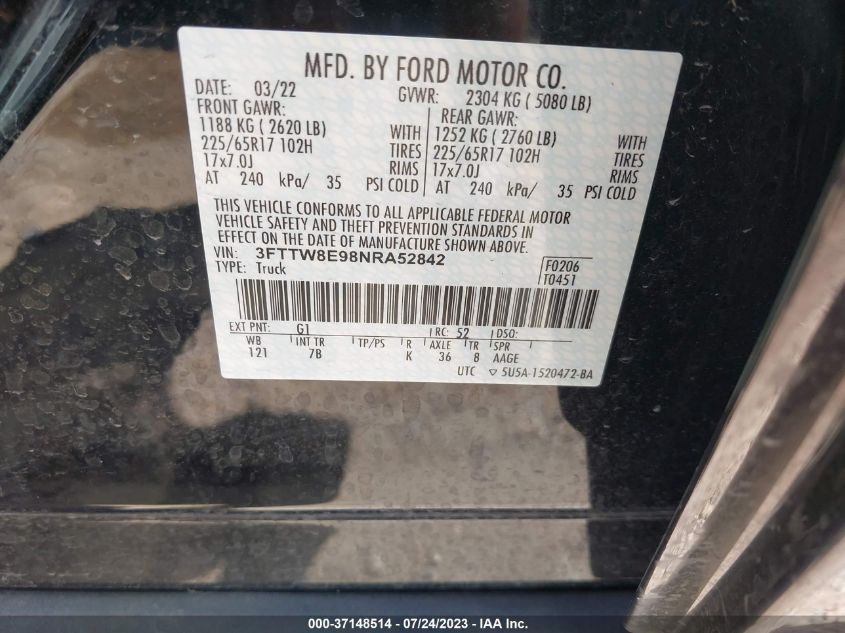 MFD. BY FORD MOTOR CO.
DATE: 03/22 GVWR: 2304 KG ( 5080 LB)
FRONT GAWR: REAR GAWR:
1188 KG ( 2620 LB) WITH 1252 KG ( 2760 LB) WITH
225/65R17 102H TIRES 225/65R17 102H TIRES
17x7.0J RIMS 17x7.0J RIMS
AT 240 kPa/ 35 PSI COLD AT 240 kPa/ 35 PSI COLD
THIS VEHICLE CONFORMS TO ALL APPLICABLE FEDERAL MOTOR
VEHICLE SAFETY AND THEFT PREVENTION STANDARDS IN
EFFECT ON THE DATE OF MANUFACTURE SHOWN ABOVE.
VIN: 3FTTW8E98NRA52842
TYPE: Truck
F0206
T0451
EXT PNT: G1 RC: 52 DSO:
WB INT TR TP/PS R AXLE TR SPR
121 7B K 36 8 AAGE
UTC ▽ 5U5A-1520472-BA
000-37148514 - 07/24/2023 - IAA Inc.